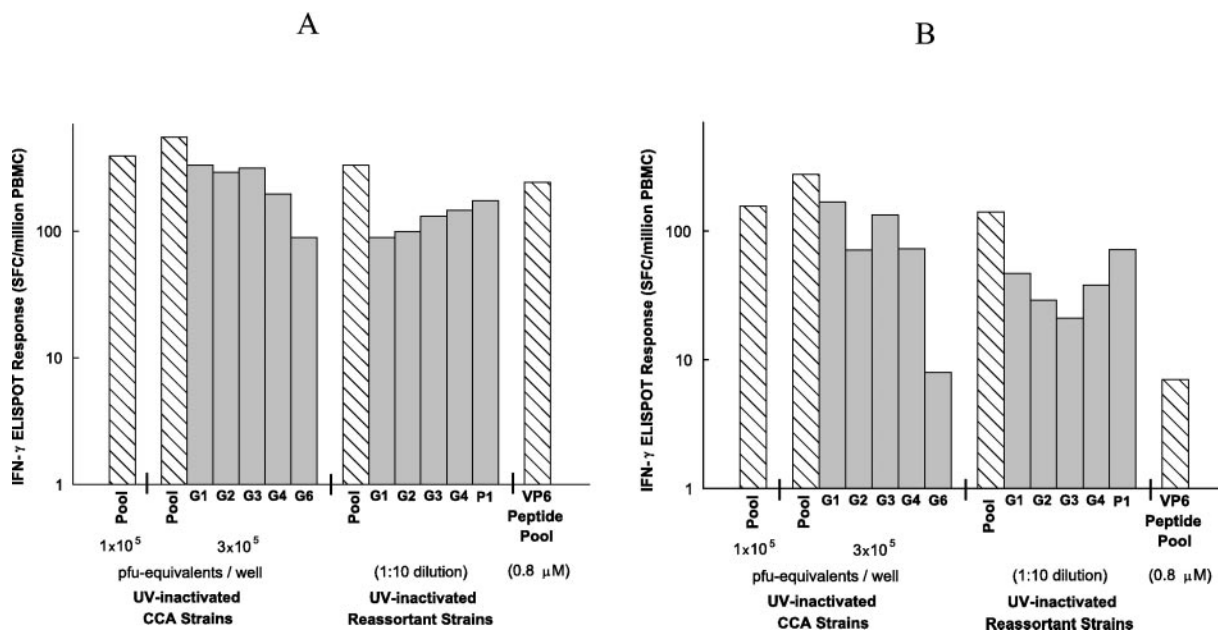 A
IFN-γ ELISPOT Response (SFC/million PBMC)
100
10
1
Pool
Pool
G1 G2 G3 G4 G6
Pool
G1 G2 G3 G4 P1
VP6
Peptide
Pool
1x10⁵
3x10⁵
pfu-equivalents / well
(1:10 dilution)
(0.8 μM)
UV-inactivated
CCA Strains
UV-inactivated
Reassortant Strains
B
IFN-γ ELISPOT Response (SFC/million PBMC)
100
10
1
Pool
Pool
G1 G2 G3 G4 G6
Pool
G1 G2 G3 G4 P1
VP6
Peptide
Pool
1x10⁵
3x10⁵
pfu-equivalents / well
(1:10 dilution)
(0.8 μM)
UV-inactivated
CCA Strains
UV-inactivated
Reassortant Strains